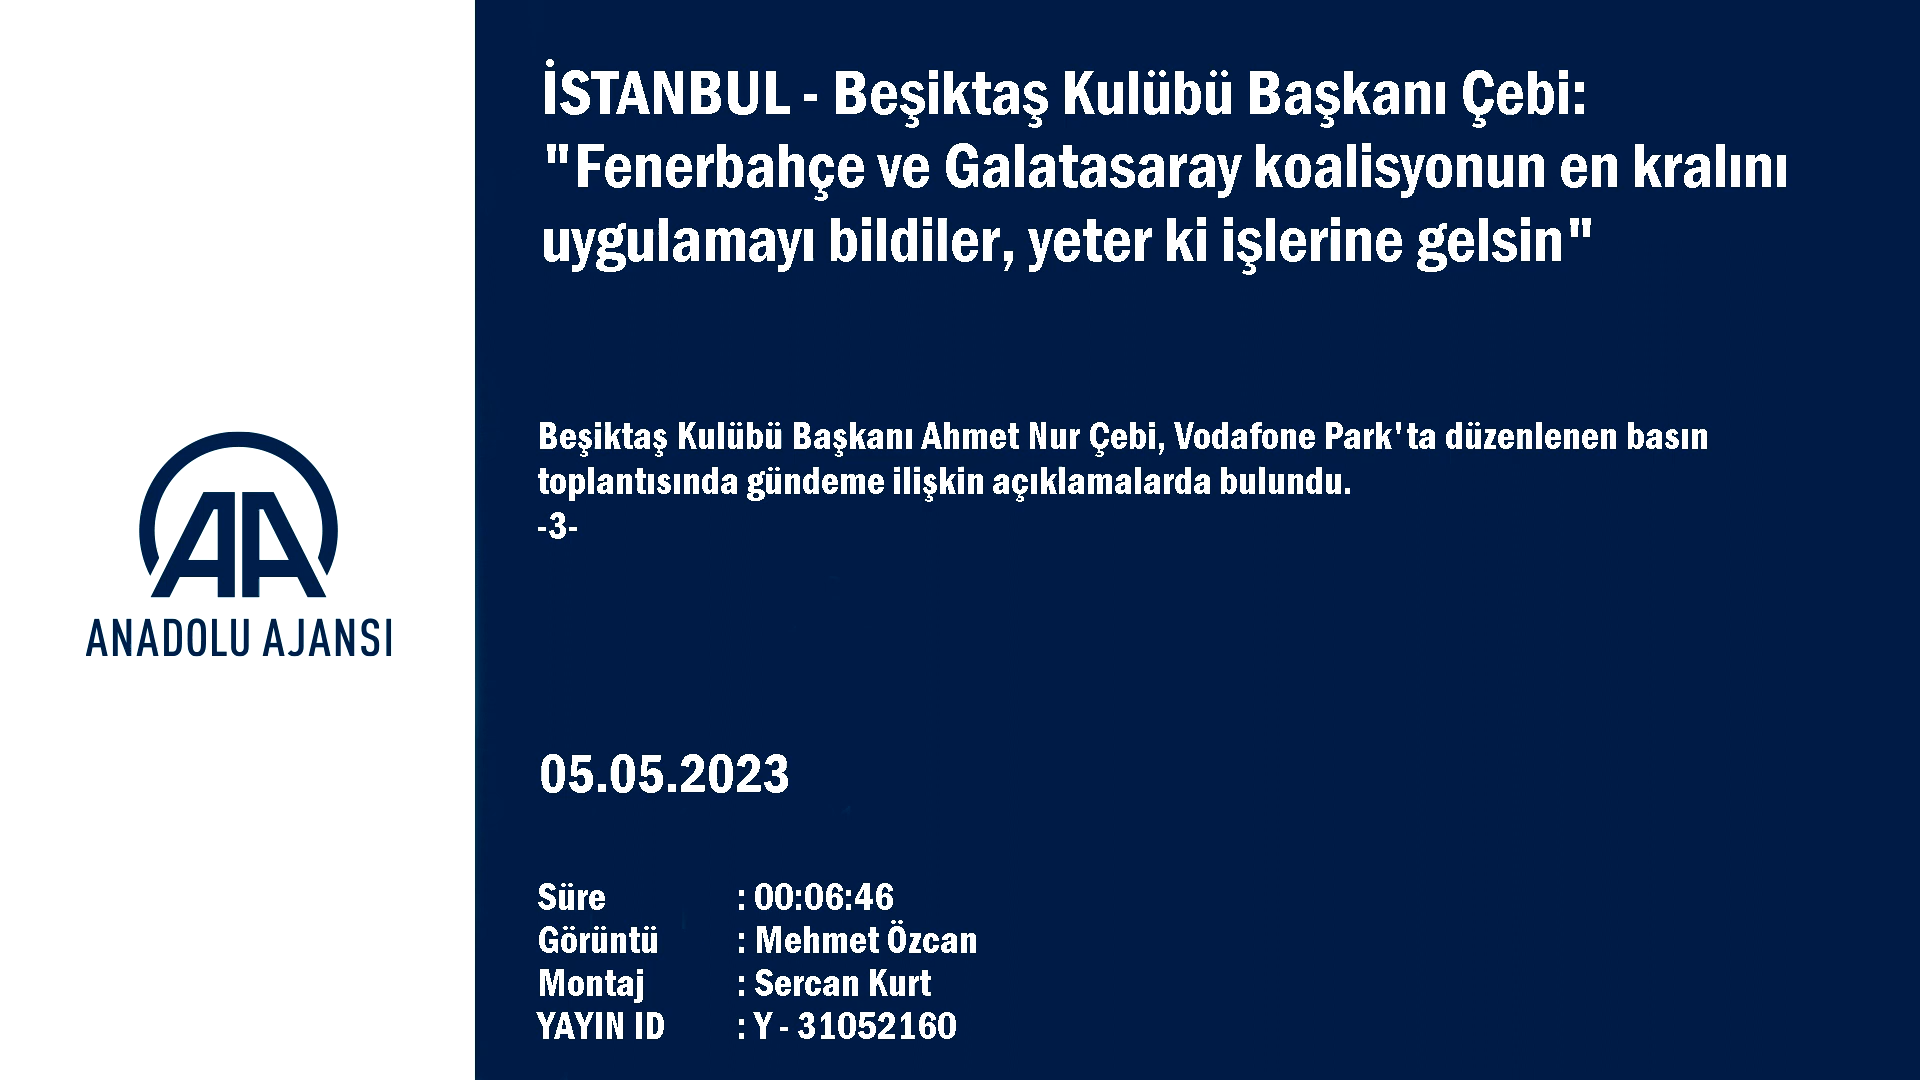 İSTANBUL - Beşiktaş Kulübü Başkanı Çebi:
"Fenerbahçe ve Galatasaray koalisyonun en kralını
uygulamayı bildiler, yeter ki işlerine gelsin"
Beşiktaş Kulübü Başkanı Ahmet Nur Çebi, Vodafone Park'ta düzenlenen basın
toplantısında gündeme ilişkin açıklamalarda bulundu.
-3-
AA
ANADOLU AJANSI
05.05.2023
Süre : 00:06:46
Görüntü : Mehmet Özcan
Montaj : Sercan Kurt
YAYIN ID : Y - 31052160